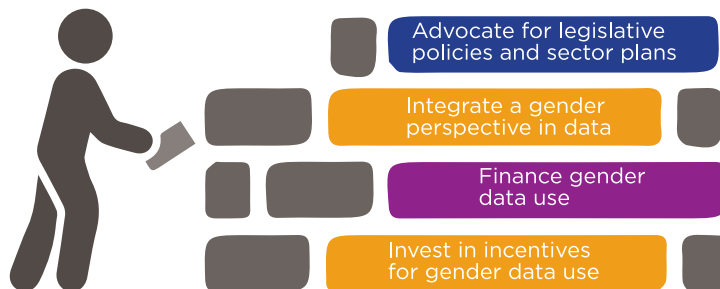 Advocate for legislative
policies and sector plans
Integrate a gender
perspective in data
Finance gender
data use
Invest in incentives
for gender data use